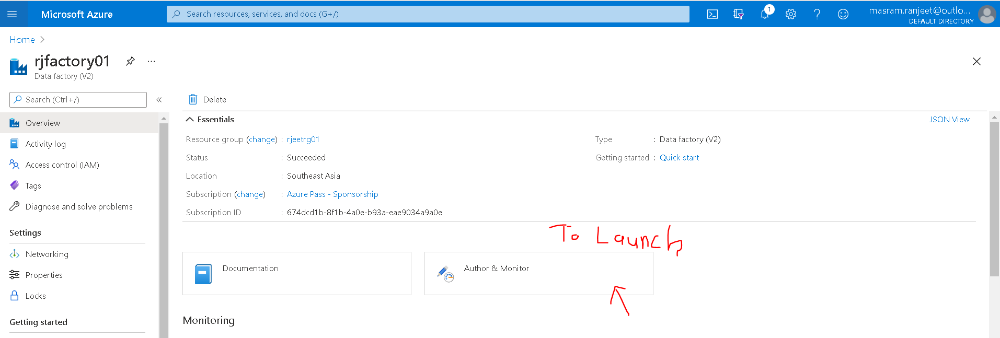 Microsoft Azure
Search resources, services, and docs (G+/)
1
masram.ranjeet@outlo...
DEFAULT DIRECTORY
Home
rjfactory01
...
Data factory (V2)
Search (Ctrl+/)
«
Overview
Activity log
Access control (IAM)
Tags
Diagnose and solve problems
Settings
Networking
Properties
Locks
Getting started
Delete
Essentials
JSON View
Resource group (change) : rjeetrg01
Status : Succeeded
Location : Southeast Asia
Subscription (change) : Azure Pass - Sponsorship
Subscription ID : 674dcd1b-8f1b-4a0e-b93a-eae9034a9a0e
Type : Data factory (V2)
Getting started : Quick start
To Launch
Documentation
Author & Monitor
Monitoring